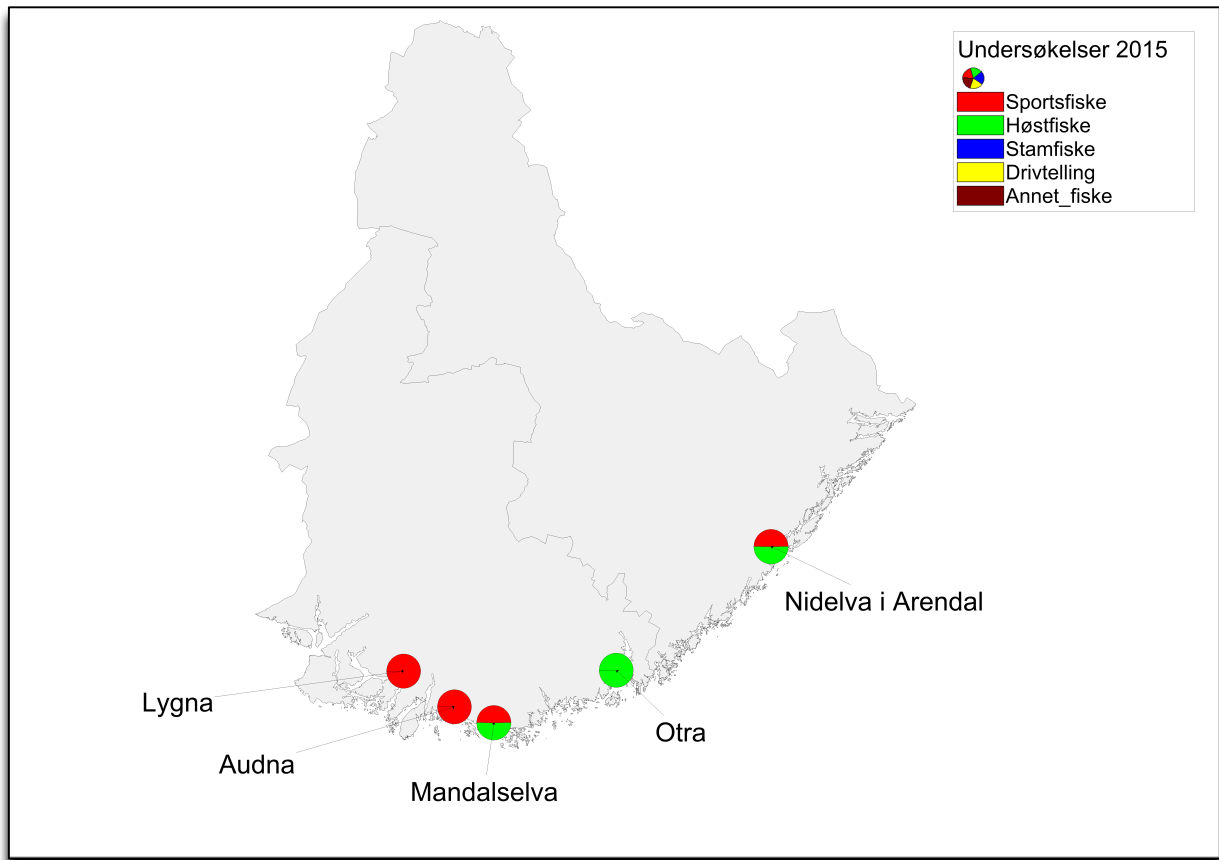 Undersøkelser 2015
Sportsfiske
Høstfiske
Stamfiske
Drivtelling
Annet_fiske
Nidelva i Arendal
Lygna
Otra
Audna
Mandalselva